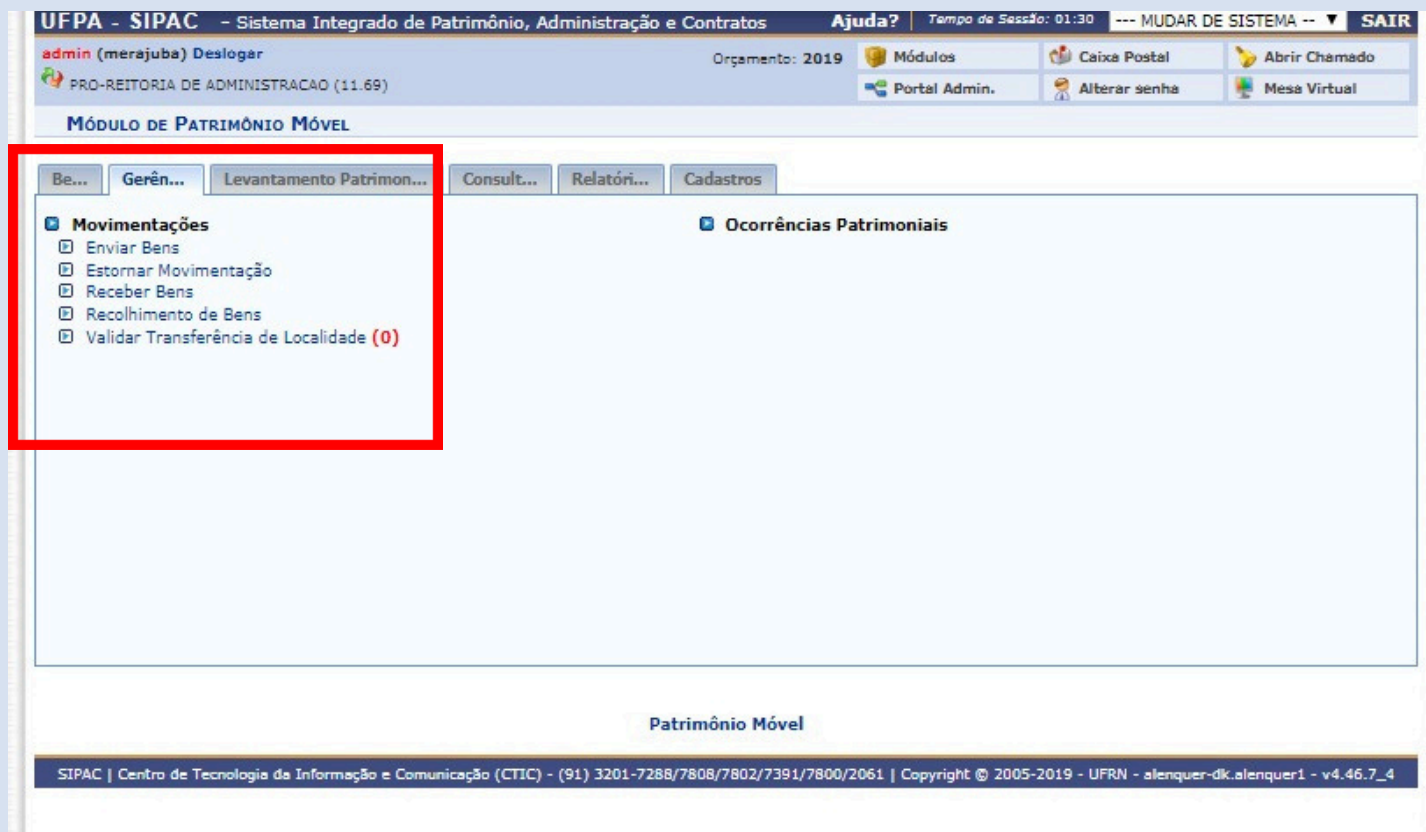 UFPA - SIPAC - Sistema Integrado de Patrimônio, Administração e Contratos Ajuda? Tempo de Sessão: 01:30 --- MUDAR DE SISTEMA -- ▼ SAIR
admin (merajuba) Deslogar Orçamento: 2019 Módulos Caixa Postal Abrir Chamado
PRO-REITORIA DE ADMINISTRACAO (11.69) Portal Admin. Alterar senha Mesa Virtual
MÓDULO DE PATRIMÔNIO MÓVEL
Be... Gerên... Levantamento Patrimon... Consult... Relatóri... Cadastros
Movimentações Ocorrências Patrimoniais
Enviar Bens
Estornar Movimentação
Receber Bens
Recolhimento de Bens
Validar Transferência de Localidade (0)
Patrimônio Móvel
SIPAC | Centro de Tecnologia da Informação e Comunicação (CTIC) - (91) 3201-7288/7808/7802/7391/7800/2061 | Copyright © 2005-2019 - UFRN - alenquer-dk.alenquer1 - v4.46.7_4